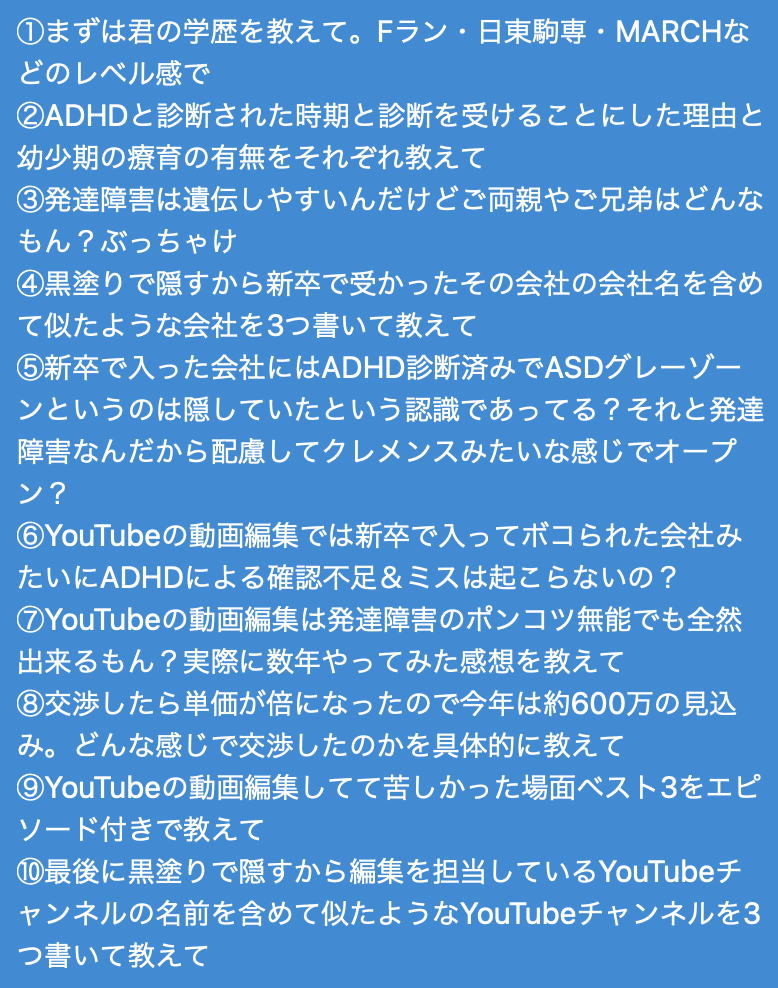 ①まずは君の学歴を教えて。Fラン・日東駒専・MARCHな
どのレベル感で
②ADHDと診断された時期と診断を受けることにした理由と
幼少期の療育の有無をそれぞれ教えて
③発達障害は遺伝しやすいんだけどご両親やご兄弟はどんな
もん？ぶっちゃけ
④黒塗りで隠すから新卒で受かったその会社の会社名を含め
て似たような会社を3つ書いて教えて
⑤新卒で入った会社にはADHD診断済みでASDグレーゾー
ンというのは隠していたという認識であってる？それと発達
障害なんだから配慮してクレメンスみたいな感じでオープ
ン？
⑥YouTubeの動画編集では新卒で入ってボコられた会社み
たいにADHDによる確認不足＆ミスは起こらないの？
⑦YouTubeの動画編集は発達障害のポンコツ無能でも全然
出来るもん？実際に数年やってみた感想を教えて
⑧交渉したら単価が倍になったので今年は約600万の見込
み。どんな感じで交渉したのかを具体的に教えて
⑨YouTubeの動画編集してて苦しかった場面ベスト3をエピ
ソード付きで教えて
⑩最後に黒塗りで隠すから編集を担当しているYouTubeチ
ャンネルの名前を含めて似たようなYouTubeチャンネルを3
つ書いて教えて